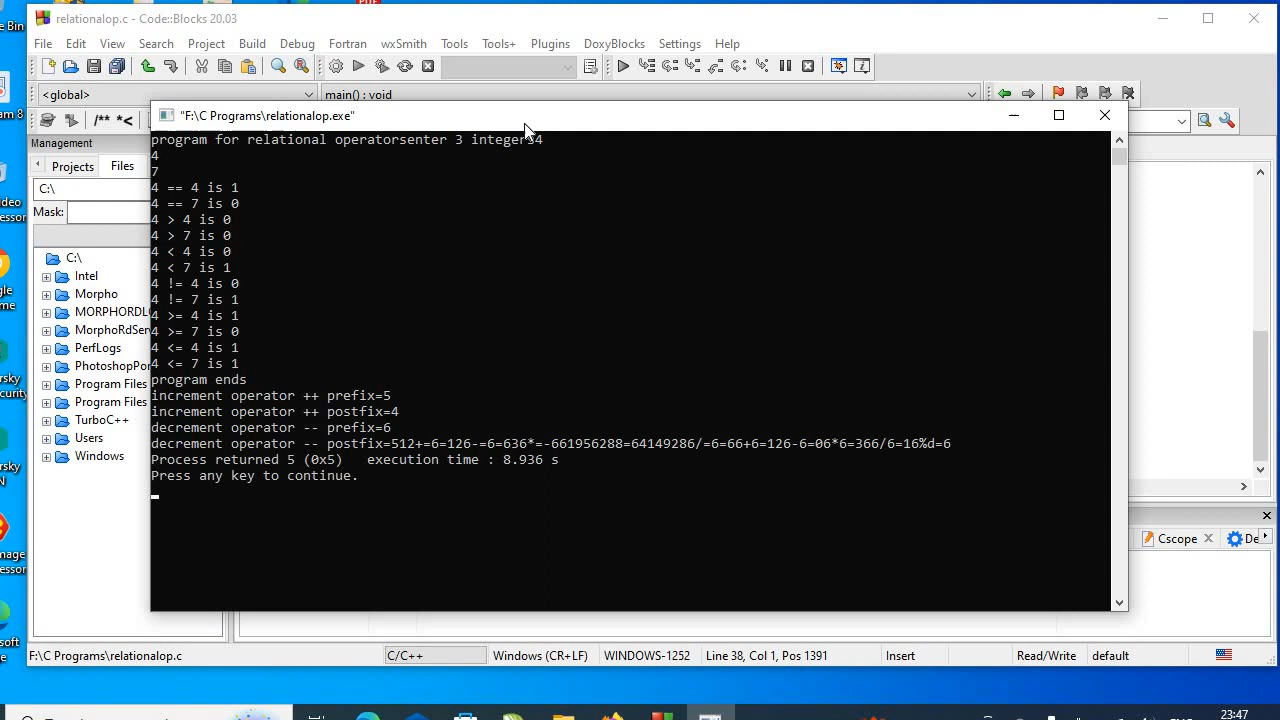 e Bin
relationalop.c - Code::Blocks 20.03
File Edit View Search Project Build Debug Fortran wxSmith Tools Tools+ Plugins DoxyBlocks Settings Help
<global>
main() : void
am 8
/** *<
"F:\C Programs\relationalop.exe"
Management
Projects Files
C:\
Mask:
C:\
Intel
Morpho
MORPHORDL
MorphoRdSer
PerfLogs
PhotoshopPor
Program Files
Program Files
TurboC++
Users
Windows
program for relational operatorsenter 3 integers4
4
7
4 == 4 is 1
4 == 7 is 0
4 > 4 is 0
4 > 7 is 0
4 < 4 is 0
4 < 7 is 1
4 != 4 is 0
4 != 7 is 1
4 >= 4 is 1
4 >= 7 is 0
4 <= 4 is 1
4 <= 7 is 1
program ends
increment operator ++ prefix=5
increment operator ++ postfix=4
decrement operator -- prefix=6
decrement operator -- postfix=512+=6=126-=6=636*=-661956288=64149286/=6=66+6=126-6=06*6=366/6=16%d=6
Process returned 5 (0x5)   execution time : 8.936 s
Press any key to continue.
Cscope
De
F:\C Programs\relationalop.c C/C++ Windows (CR+LF) WINDOWS-1252 Line 38, Col 1, Pos 1391 Insert Read/Write default
23:47